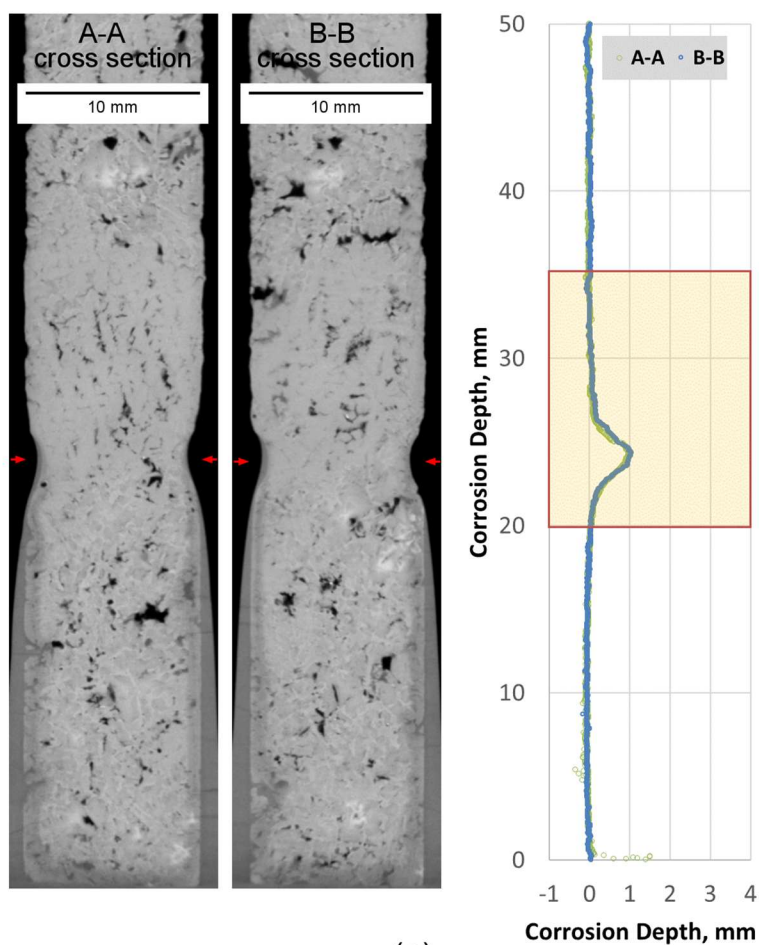 A-A
cross section
10 mm
B-B
cross section
10 mm
A-A B-B
50
40
30
20
10
0
-1 0 1 2 3 4
Corrosion Depth, mm
Corrosion Depth, mm